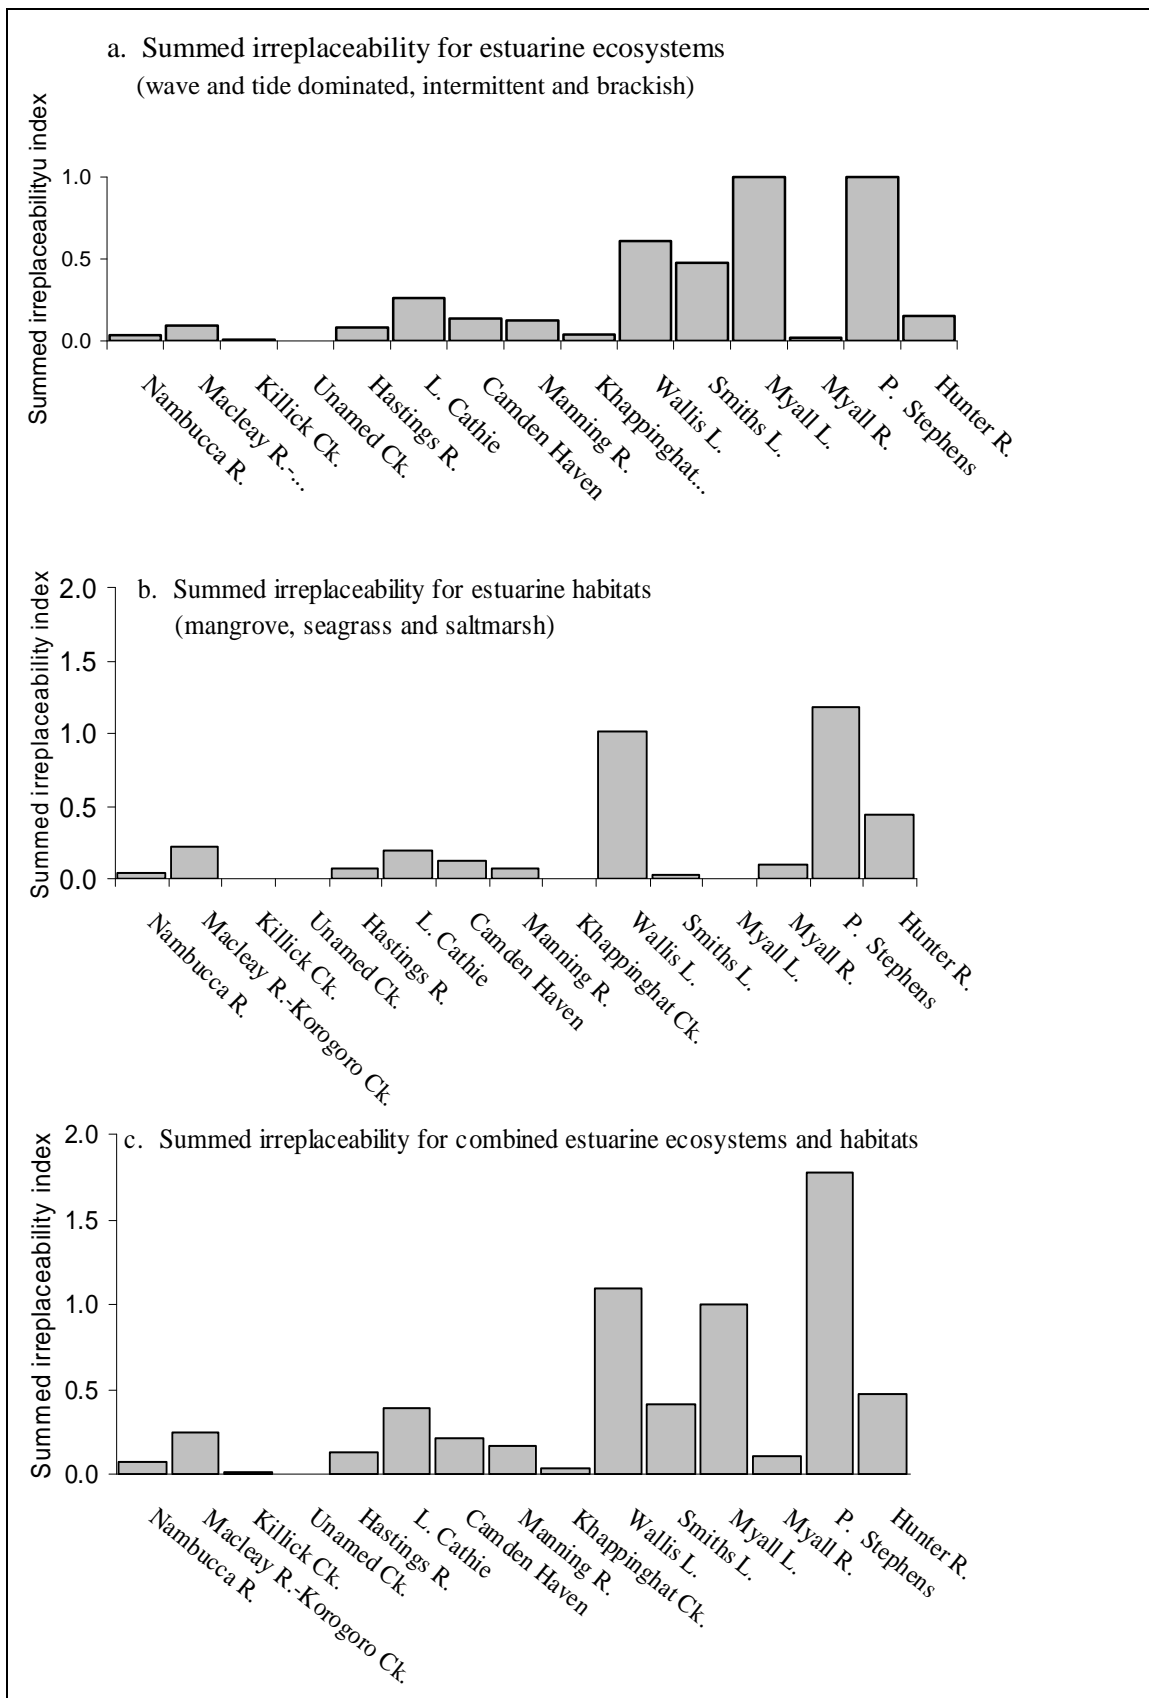 a. Summed irreplaceability for estuarine ecosystems
(wave and tide dominated, intermittent and brackish)
Summed irreplaceabilityu index
1.0
0.5
0.0
Nambucca R.
Macleay R.-...
Killick Ck.
Unamed Ck.
Hastings R.
L. Cathie
Camden Haven
Manning R.
Khappinghat...
Wallis L.
Smiths L.
Myall L.
Myall R.
P. Stephens
Hunter R.
b. Summed irreplaceability for estuarine habitats
(mangrove, seagrass and saltmarsh)
Summed irreplaceability index
2.0
1.5
1.0
0.5
0.0
Nambucca R.
Macleay R.-Korogoro Ck.
Killick Ck.
Unamed Ck.
Hastings R.
L. Cathie
Camden Haven
Manning R.
Khappinghat Ck.
Wallis L.
Smiths L.
Myall L.
Myall R.
P. Stephens
Hunter R.
c. Summed irreplaceability for combined estuarine ecosystems and habitats
Summed irreplaceability index
2.0
1.5
1.0
0.5
0.0
Nambucca R.
Macleay R.-Korogoro Ck.
Killick Ck.
Unamed Ck.
Hastings R.
L. Cathie
Camden Haven
Manning R.
Khappinghat Ck.
Wallis L.
Smiths L.
Myall L.
Myall R.
P. Stephens
Hunter R.